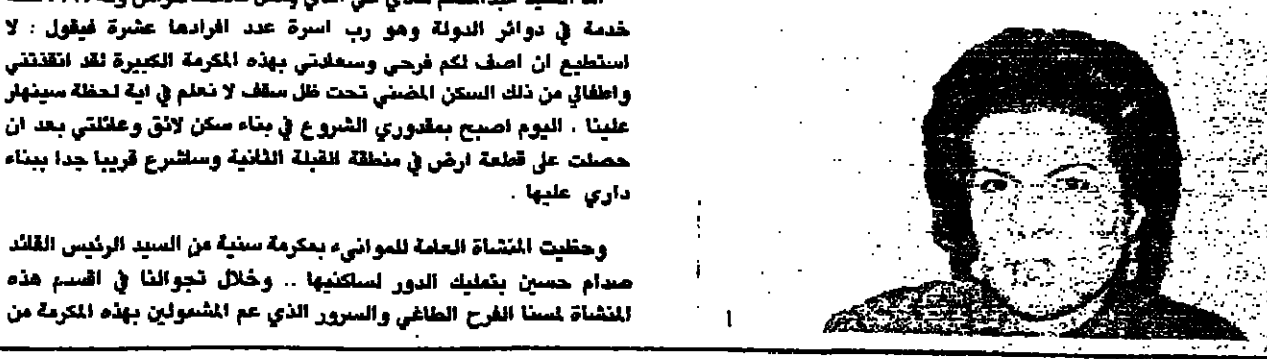 خدمة في دوائر الدولة وهو رب اسرة عدد افرادها عشرة فيقول : لا
استطيع ان اصف لكم فرحي وسعادتي بهذه المكرمة الكبيرة لقد انقذتني
واطفالي من ذلك السكن المضني تحت ظل سقف لا نعلم في اية لحظة سينهار
علينا . اليوم اصبح بمقدوري الشروع في بناء سكن لائق وعائلتي بعد ان
حصلت على قطعة ارض في منطقة القبلة الثانية وساشرع قريبا جدا ببناء
داري عليها .
وحظيت المنشاة العامة للموانيء بمكرمة سنية من السيد الرئيس القائد
صدام حسين بتمليك الدور لساكنيها .. وخلال تجوالنا في اقسام هذه
المنشاة لمسنا الفرح الطاغي والسرور الذي عم المشمولين بهذه المكرمة من